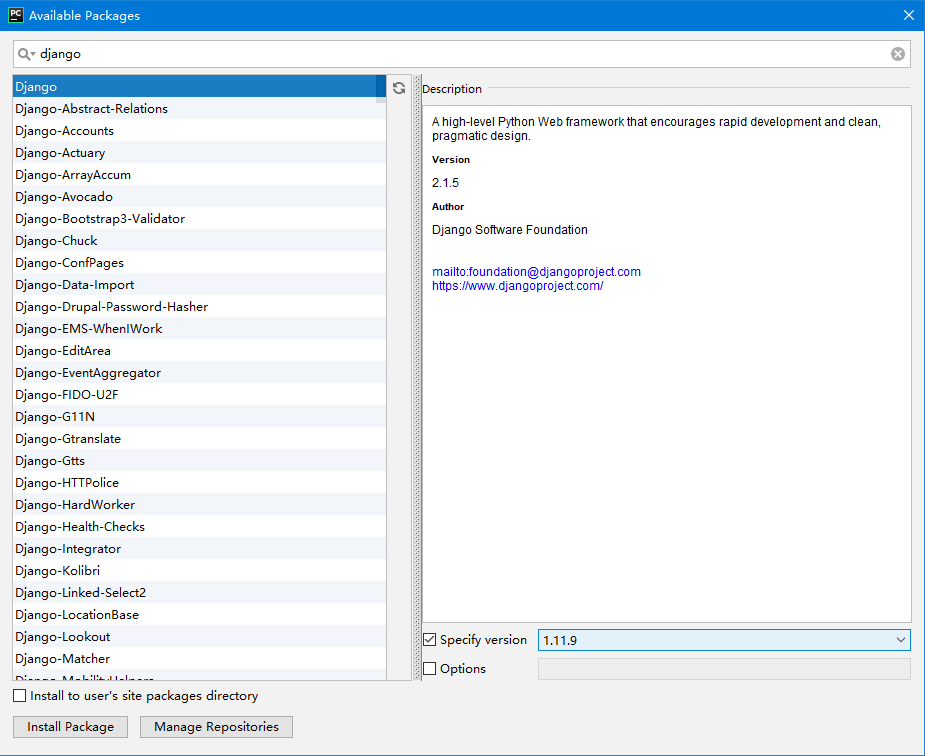 PC
Available Packages
django
Django
Django-Abstract-Relations
Django-Accounts
Django-Actuary
Django-ArrayAccum
Django-Avocado
Django-Bootstrap3-Validator
Django-Chuck
Django-ConfPages
Django-Data-Import
Django-Drupal-Password-Hasher
Django-EMS-WhenIWork
Django-EditArea
Django-EventAggregator
Django-FIDO-U2F
Django-G11N
Django-Gtranslate
Django-Gtts
Django-HTTPolice
Django-HardWorker
Django-Health-Checks
Django-Integrator
Django-Kolibri
Django-Linked-Select2
Django-LocationBase
Django-Lookout
Django-Matcher
Django-MobilityHelpers
Description
A high-level Python Web framework that encourages rapid development and clean,
pragmatic design.
Version
2.1.5
Author
Django Software Foundation
mailto:foundation@djangoproject.com
https://www.djangoproject.com/
Specify version
1.11.9
Options
Install to user's site packages directory
Install Package
Manage Repositories